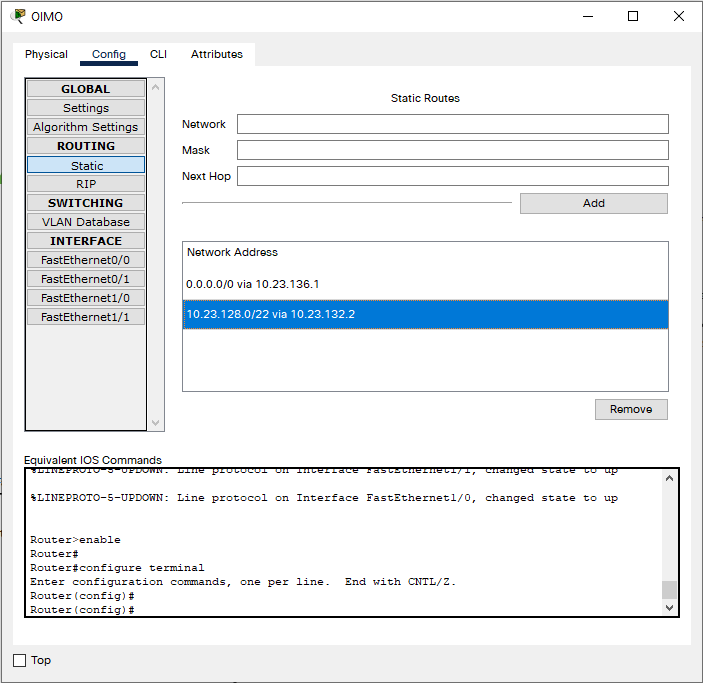 OIMO
Physical Config CLI Attributes
GLOBAL
Settings
Algorithm Settings
ROUTING
Static
RIP
SWITCHING
VLAN Database
INTERFACE
FastEthernet0/0
FastEthernet0/1
FastEthernet1/0
FastEthernet1/1
Static Routes
Network
Mask
Next Hop
Add
Network Address
0.0.0.0/0 via 10.23.136.1
10.23.128.0/22 via 10.23.132.2
Remove
Equivalent IOS Commands
%LINEPROTO-5-UPDOWN: Line protocol on Interface FastEthernet1/1, changed state to up
%LINEPROTO-5-UPDOWN: Line protocol on Interface FastEthernet1/0, changed state to up
Router>enable
Router#
Router#configure terminal
Enter configuration commands, one per line.  End with CNTL/Z.
Router(config)#
Router(config)#
Top